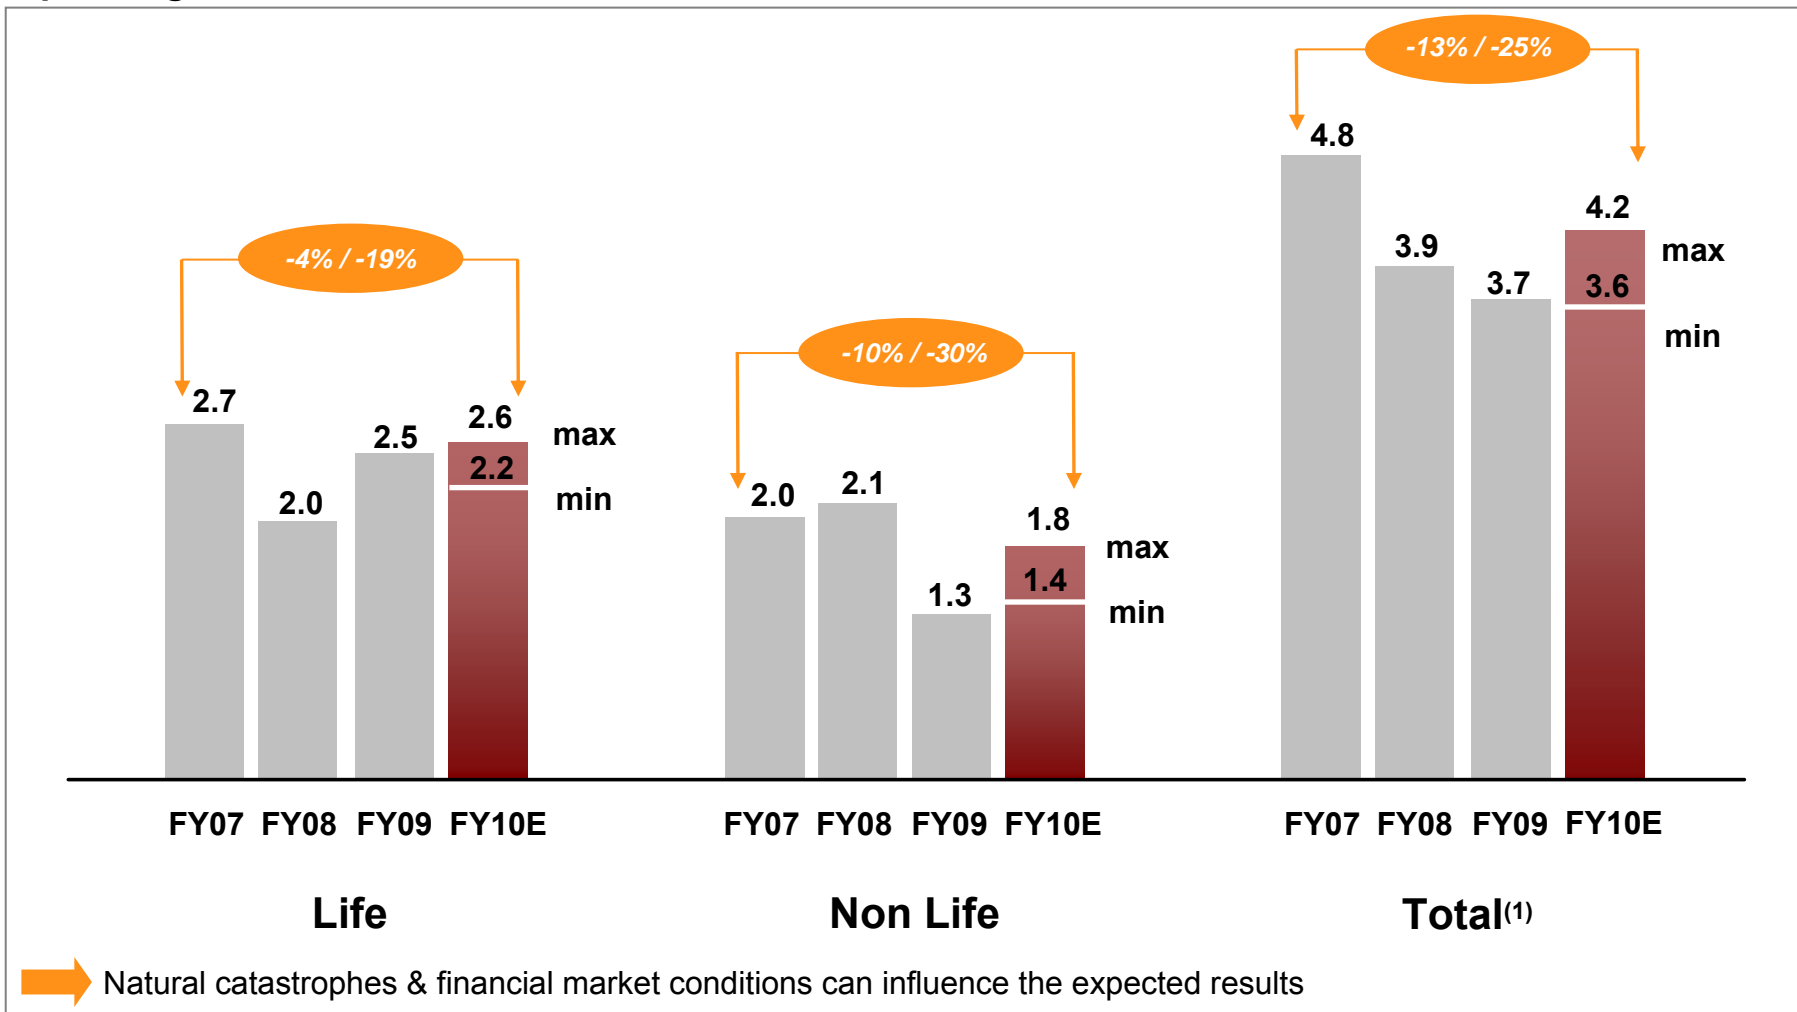 -13% / -25%
4.8
4.2
3.9
max
3.7
3.6
min
-4% / -19%
2.7
2.6
2.5
max
2.2
2.0
min
-10% / -30%
2.0
2.1
1.8
max
1.3
1.4
min
FY07 FY08 FY09 FY10E
FY07 FY08 FY09 FY10E
FY07 FY08 FY09 FY10E
Life
Non Life
Total(1)
Natural catastrophes & financial market conditions can influence the expected results